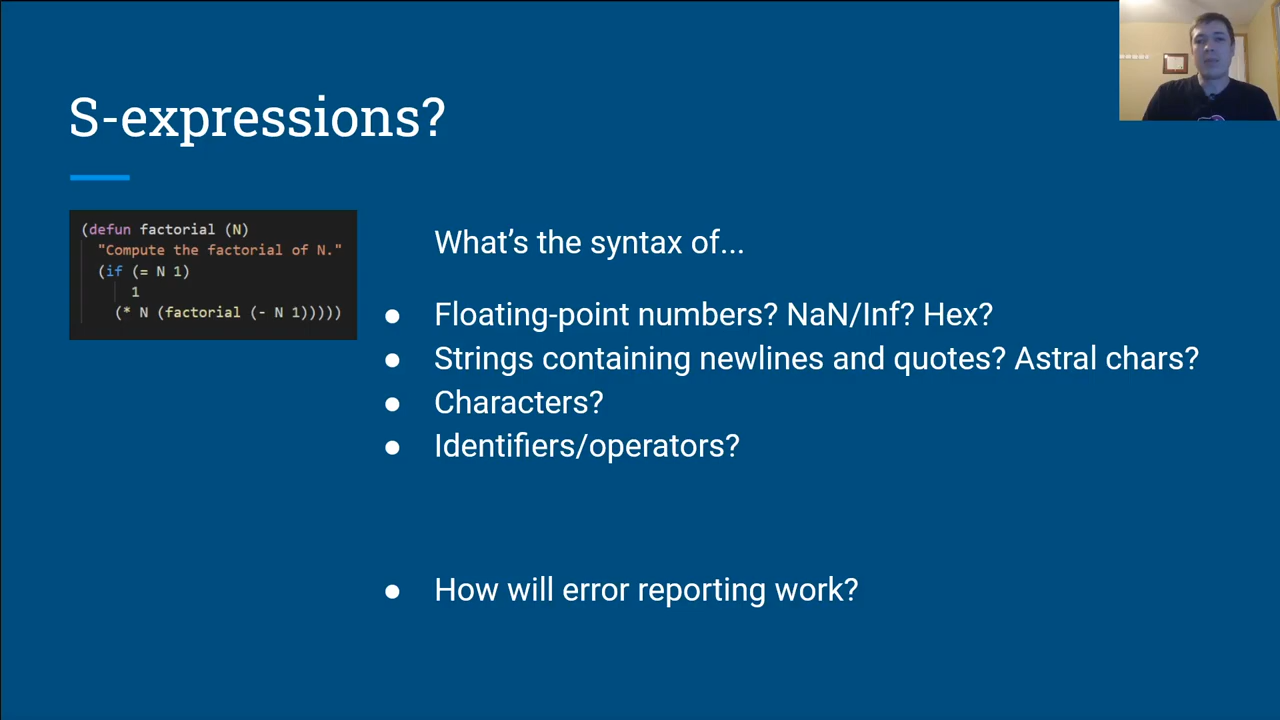 S-expressions?
(defun factorial (N)
"Compute the factorial of N."
(if (= N 1)
1
(* N (factorial (- N 1)))))
What's the syntax of...
● Floating-point numbers? NaN/Inf? Hex?
● Strings containing newlines and quotes? Astral chars?
● Characters?
● Identifiers/operators?
● How will error reporting work?